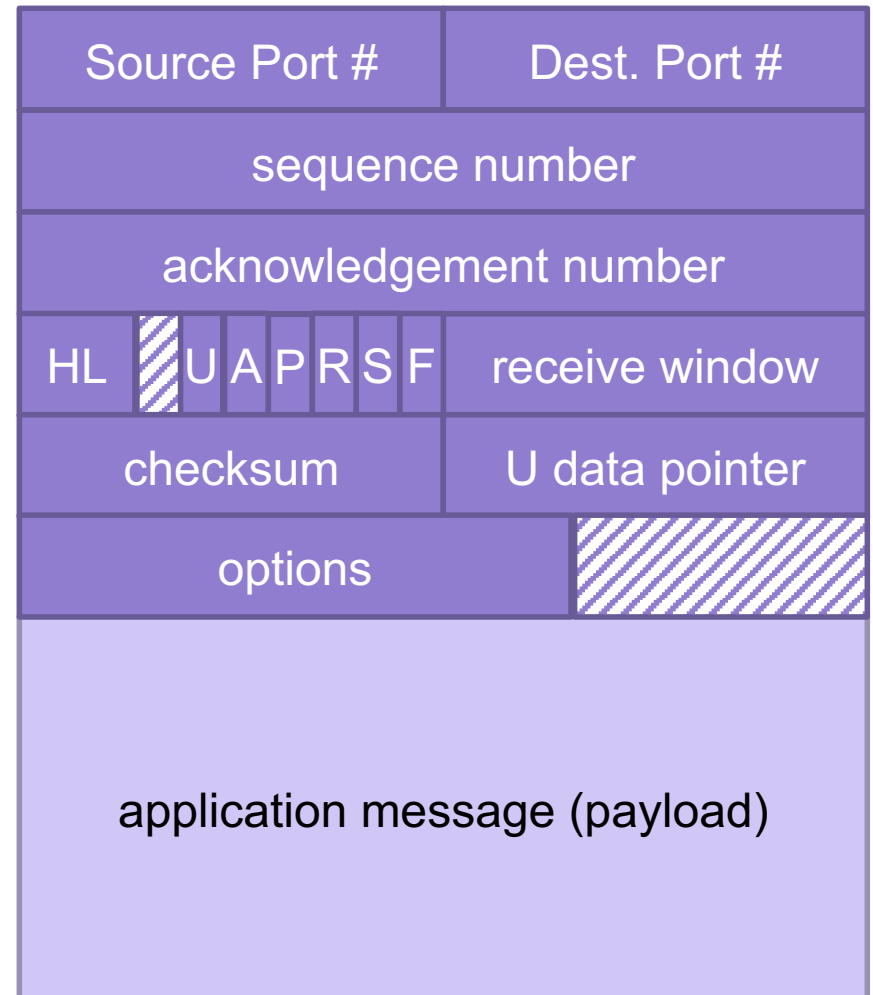 Source Port # Dest. Port #
sequence number
acknowledgement number
HL U A P R S F receive window
checksum U data pointer
options
application message (payload)